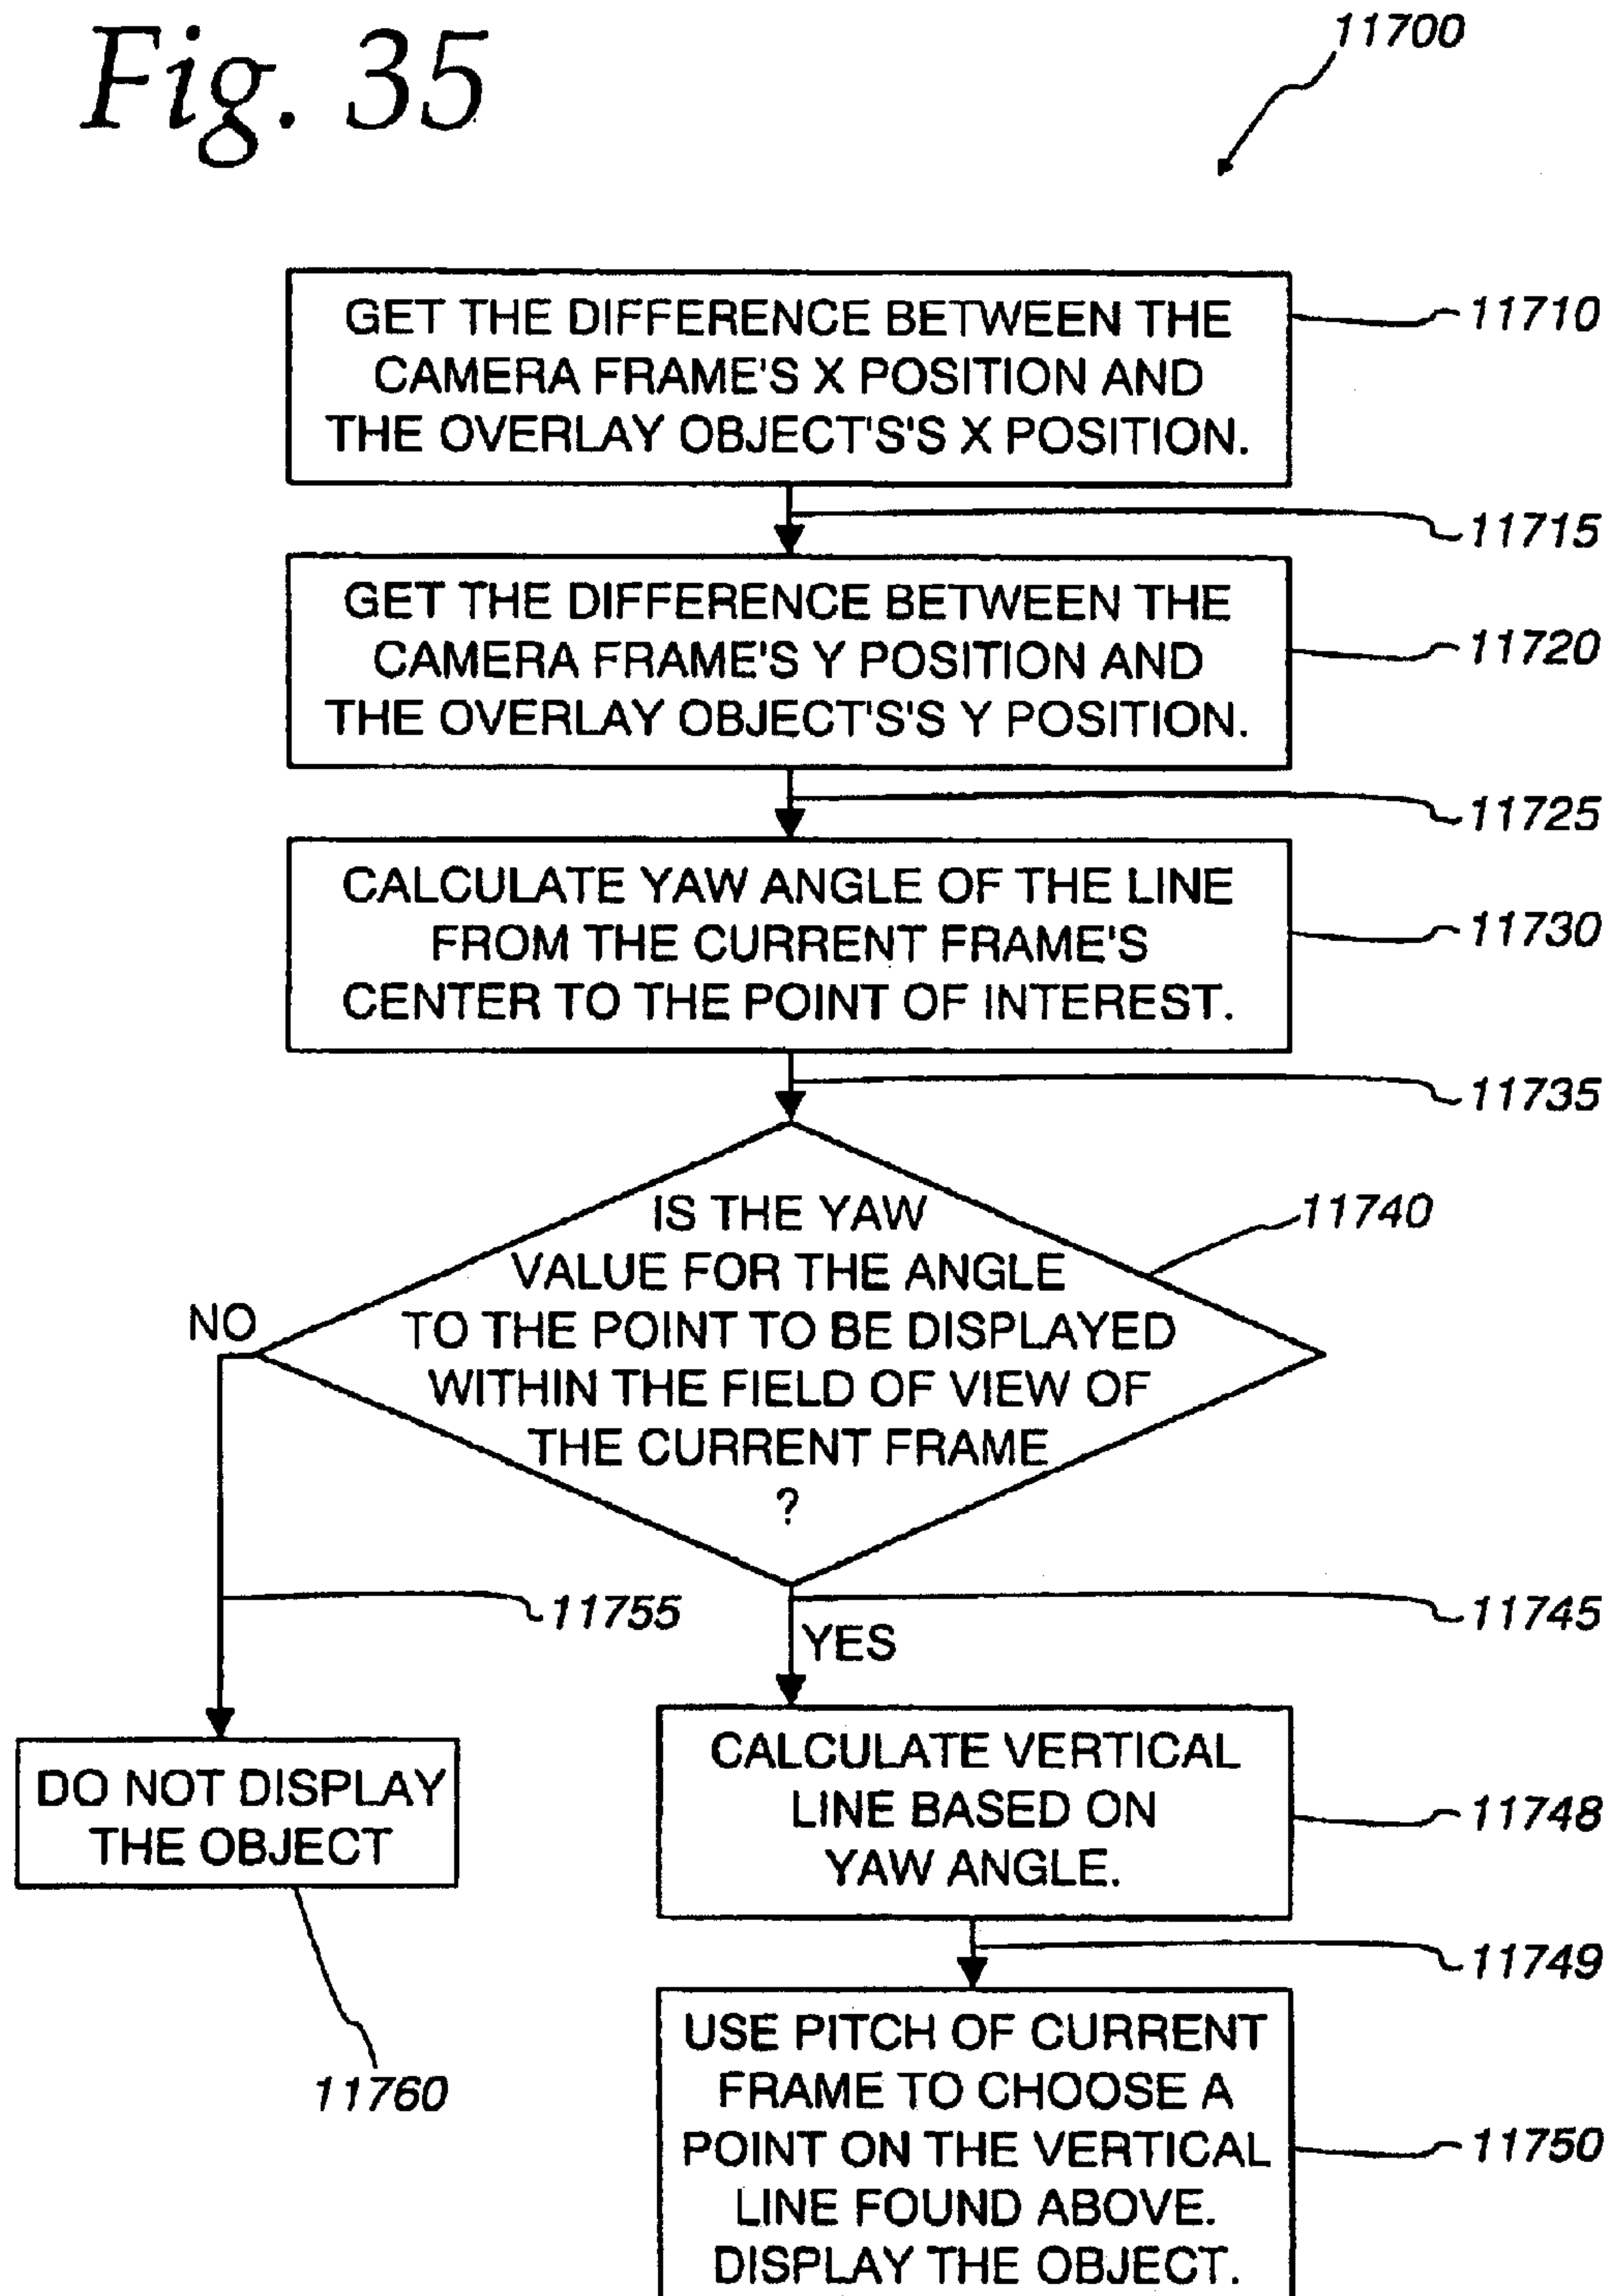 Fig. 35
11700
GET THE DIFFERENCE BETWEEN THE
CAMERA FRAME'S X POSITION AND
THE OVERLAY OBJECT'S'S X POSITION.
11710
11715
GET THE DIFFERENCE BETWEEN THE
CAMERA FRAME'S Y POSITION AND
THE OVERLAY OBJECT'S'S Y POSITION.
11720
11725
CALCULATE YAW ANGLE OF THE LINE
FROM THE CURRENT FRAME'S
CENTER TO THE POINT OF INTEREST.
11730
11735
IS THE YAW
VALUE FOR THE ANGLE
TO THE POINT TO BE DISPLAYED
WITHIN THE FIELD OF VIEW OF
THE CURRENT FRAME
?
11740
NO
11755
YES
11745
DO NOT DISPLAY
THE OBJECT
11760
CALCULATE VERTICAL
LINE BASED ON
YAW ANGLE.
11748
11749
USE PITCH OF CURRENT
FRAME TO CHOOSE A
POINT ON THE VERTICAL
LINE FOUND ABOVE.
DISPLAY THE OBJECT.
11750